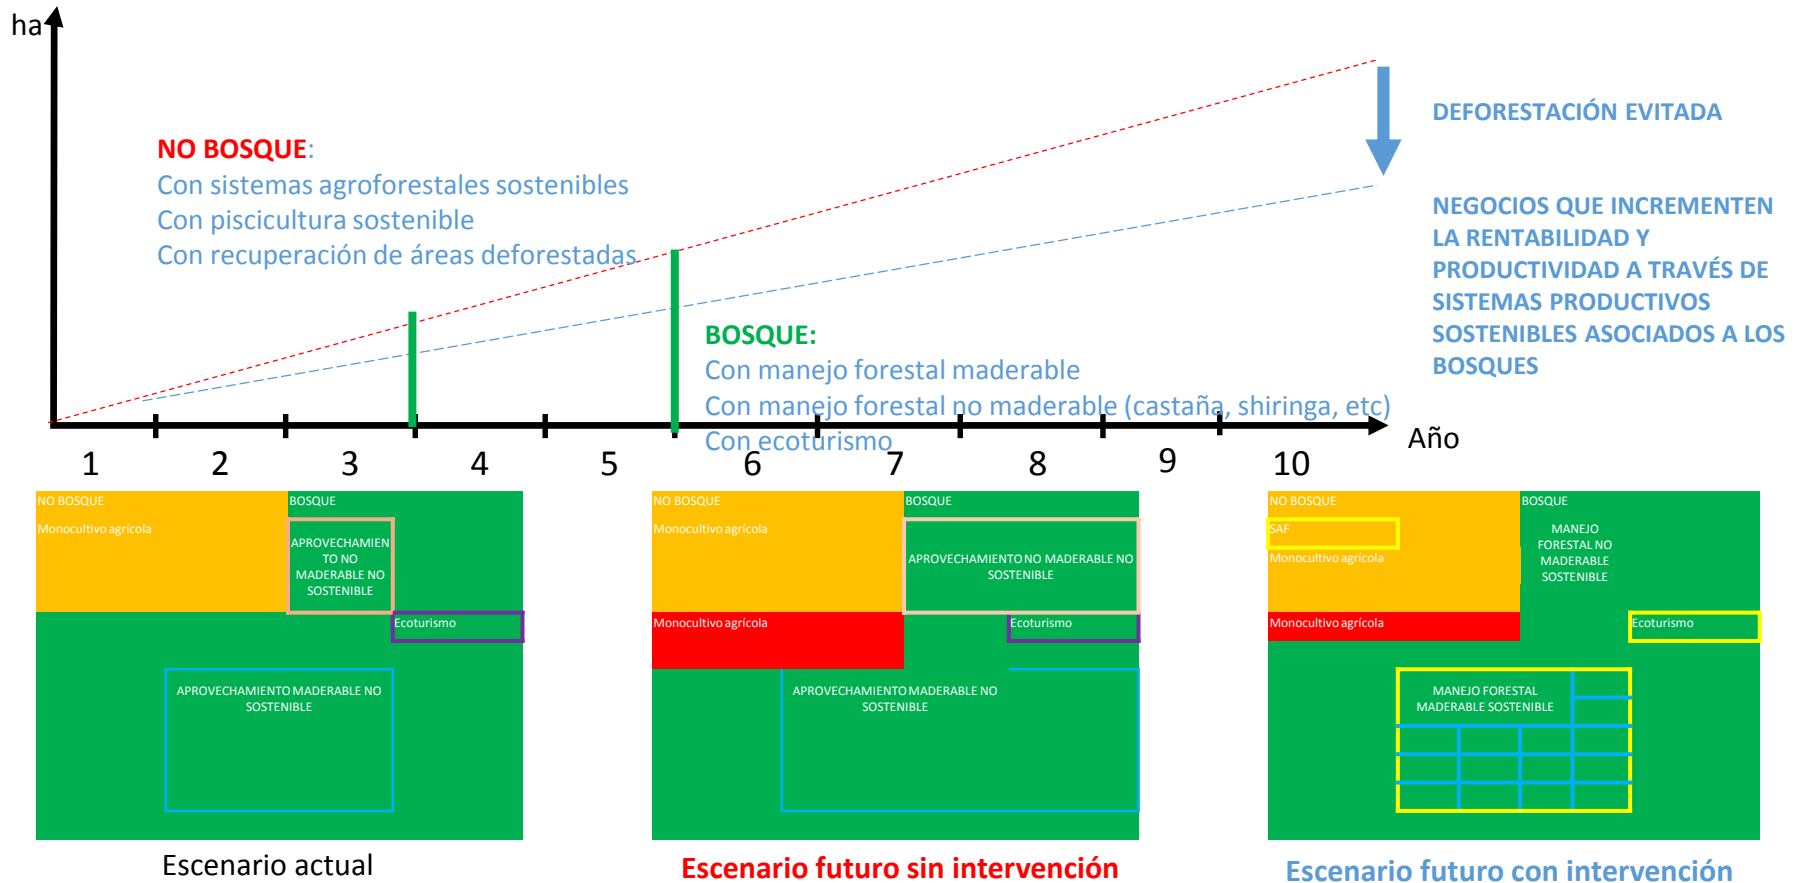 ha
NO BOSQUE:
Con sistemas agroforestales sostenibles
Con piscicultura sostenible
Con recuperación de áreas deforestadas
BOSQUE:
Con manejo forestal maderable
Con manejo forestal no maderable (castaña, shiringa, etc)
Con ecoturismo
DEFORESTACIÓN EVITADA
NEGOCIOS QUE INCREMENTEN
LA RENTABILIDAD Y
PRODUCTIVIDAD A TRAVÉS DE
SISTEMAS PRODUCTIVOS
SOSTENIBLES ASOCIADOS A LOS
BOSQUES
Año
1 2 3 4 5 6 7 8 9 10
NO BOSQUE
BOSQUE
Monocultivo agrícola
APROVECHAMIEN
TO NO
MADERABLE NO
SOSTENIBLE
Ecoturismo
APROVECHAMIENTO MADERABLE NO
SOSTENIBLE
Escenario actual
NO BOSQUE
BOSQUE
Monocultivo agrícola
APROVECHAMIENTO NO MADERABLE NO
SOSTENIBLE
Monocultivo agrícola
Ecoturismo
APROVECHAMIENTO MADERABLE NO
SOSTENIBLE
Escenario futuro sin intervención
NO BOSQUE
BOSQUE
SAF
Monocultivo agrícola
MANEJO
FORESTAL NO
MADERABLE
SOSTENIBLE
Monocultivo agrícola
Ecoturismo
MANEJO FORESTAL
MADERABLE SOSTENIBLE
Escenario futuro con intervención